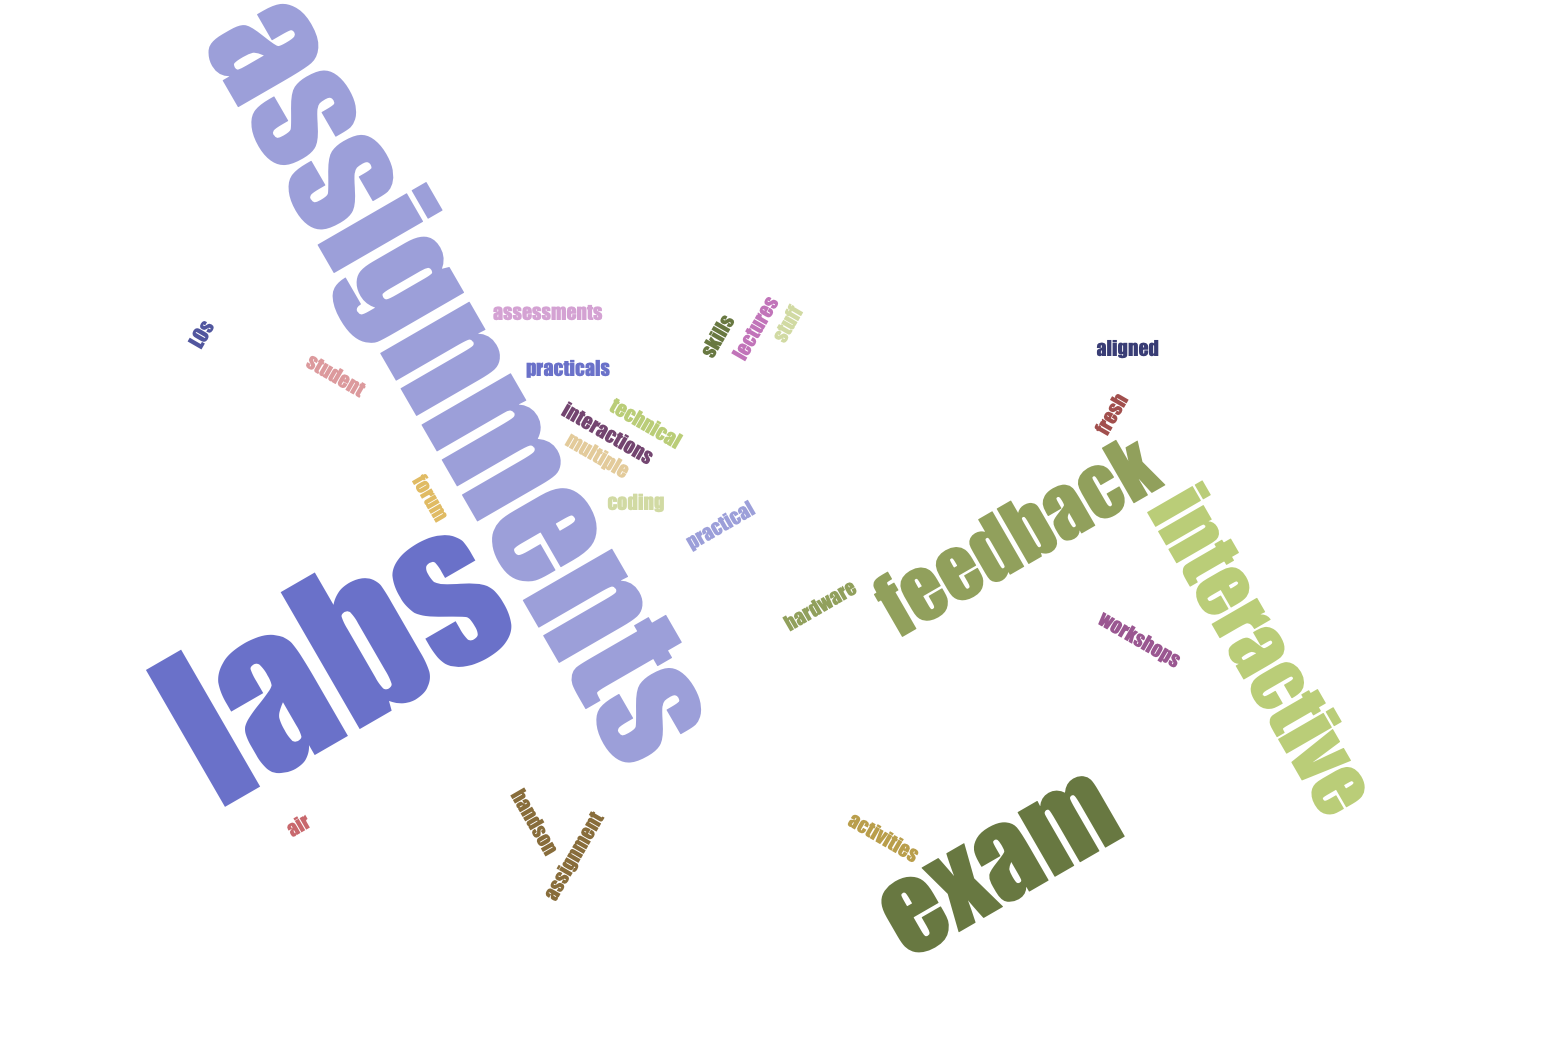 assignments
LOs
student
assessments
practicals
skills
lectures
stuff
aligned
technical
interactions
multiple
fresh
forum
coding
practical
labs
feedback
interactive
hardware
workshops
air
handson
assignment
activities
exam